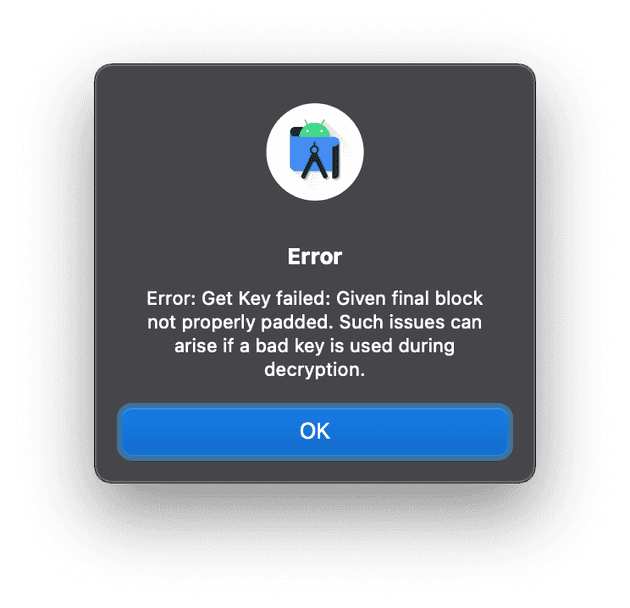 Error
Error: Get Key failed: Given final block
not properly padded. Such issues can
arise if a bad key is used during
decryption.
OK